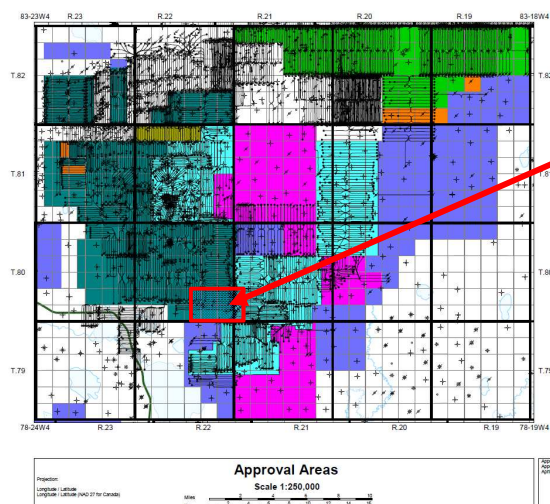 83-23W4 R.23 R.22 R.21 R.20 R.19 83-18W4
T.82 T.82
T.81 T.81
T.80 T.80
T.79 T.79
78-24W4 R.23 R.22 R.21 R.20 R.19 78-19W4
Approval Areas
Scale 1:250,000
Projection:
Longitude / Latitude
Longitude / Latitude (NAD 27 for Canada)
Miles